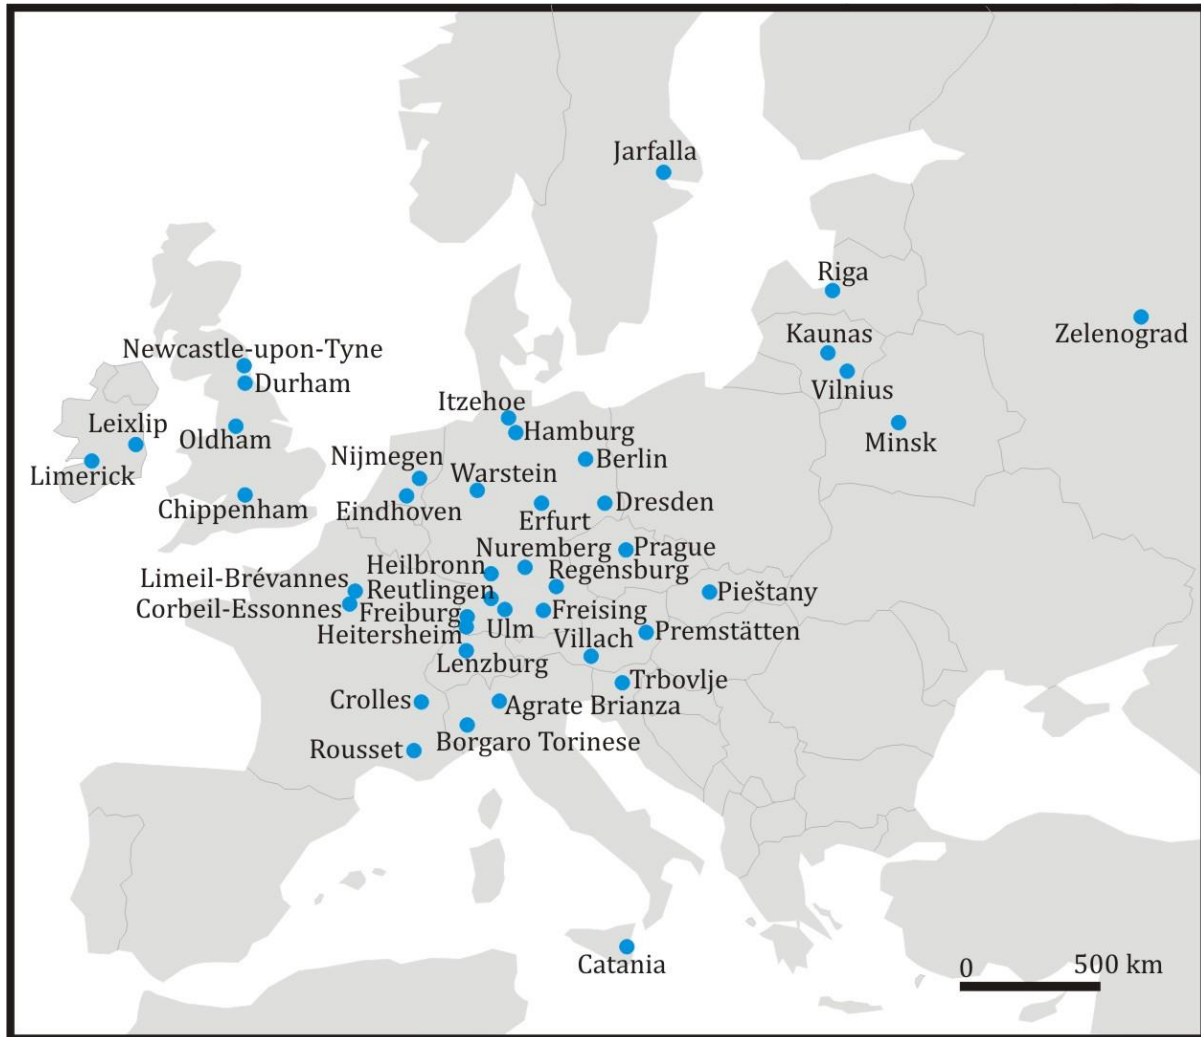 Jarfalla
Riga
Zelenograd
Kaunas
Newcastle-upon-Tyne
Durham
Vilnius
Itzehoe
Leixlip
Oldham
Hamburg
Minsk
Nijmegen
Warstein
Berlin
Limerick
Chippenham
Eindhoven
Erfurt
Dresden
Nuremberg
Prague
Heilbronn
Regensburg
Limeil-Brévannes
Reutlingen
Pieštany
Corbeil-Essonnes
Freiburg
Freising
Ulm
Heitersheim
Villach
Premstätten
Lenzburg
Trbovlje
Crolles
Agrate Brianza
Borgaro Torinese
Rousset
Catania
0
500 km